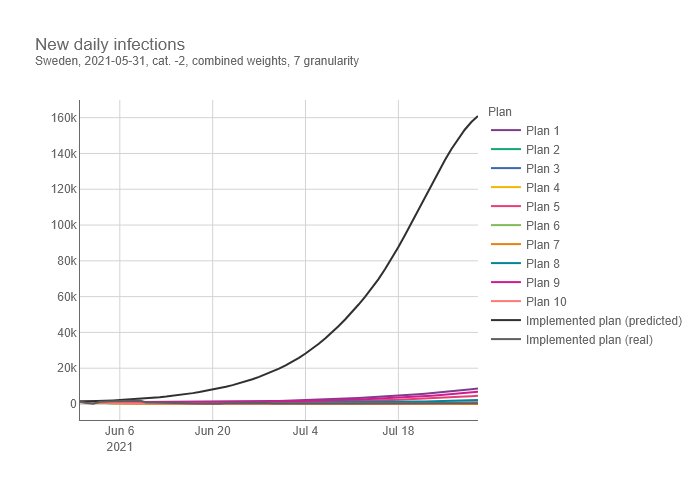 New daily infections
Sweden, 2021-05-31, cat. -2, combined weights, 7 granularity
160k
140k
120k
100k
80k
60k
40k
20k
0
Jun 6
2021
Jun 20
Jul 4
Jul 18
Plan
Plan 1
Plan 2
Plan 3
Plan 4
Plan 5
Plan 6
Plan 7
Plan 8
Plan 9
Plan 10
Implemented plan (predicted)
Implemented plan (real)